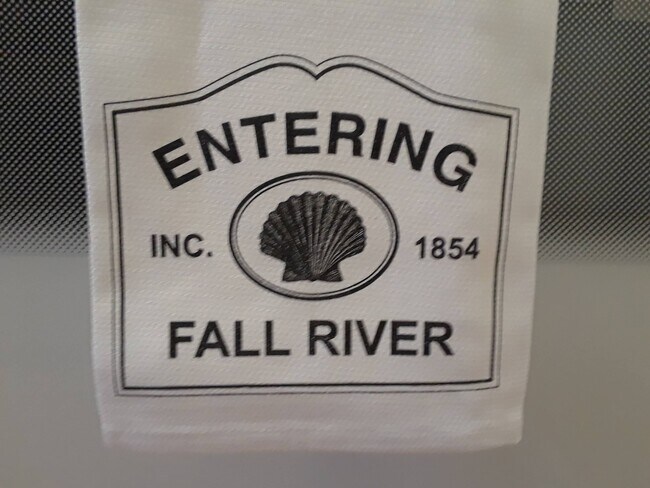 ENTERING
INC. 1854
FALL RIVER